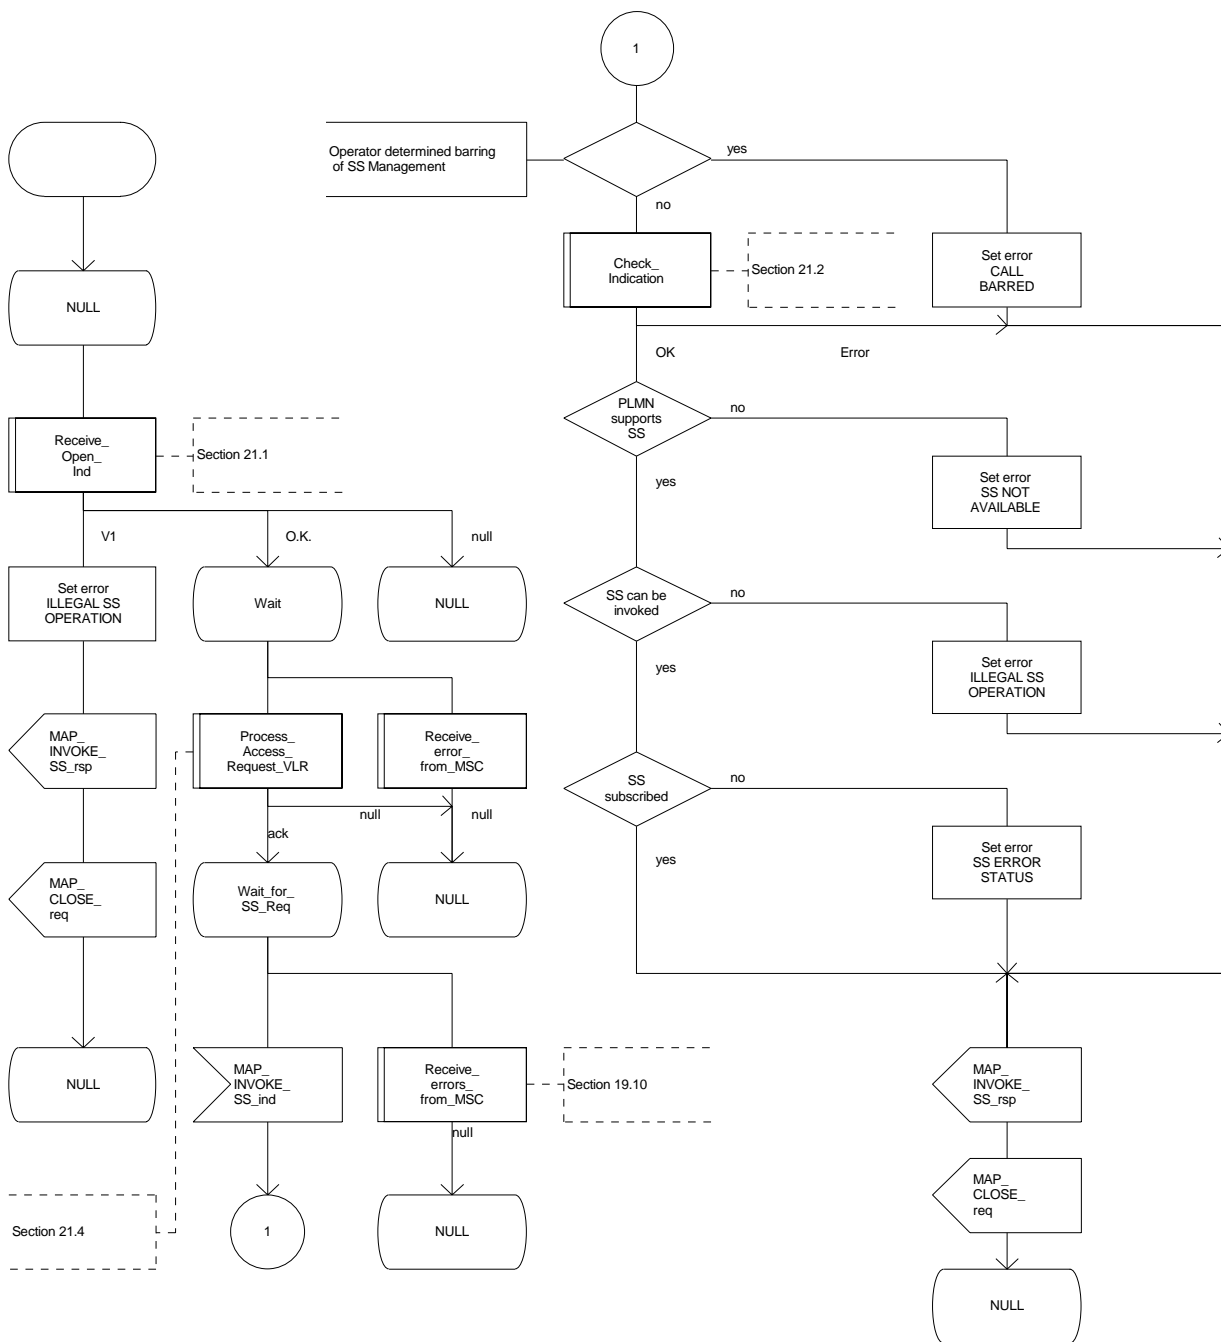 1
Operator determined barring
of SS Management
yes
no
Check_
Indication
Section 21.2
Set error
CALL
BARRED
NULL
OK
Error
PLMN
supports
SS
no
yes
Receive_
Open_
Ind
Section 21.1
Set error
SS NOT
AVAILABLE
V1
O.K.
null
Set error
ILLEGAL SS
OPERATION
Wait
NULL
SS can be
invoked
no
yes
Set error
ILLEGAL SS
OPERATION
MAP_
INVOKE_
SS_rsp
Process_
Access_
Request_VLR
Receive_
error_
from_MSC
SS
subscribed
no
yes
null
null
ack
Set error
SS ERROR
STATUS
MAP_
CLOSE_
req
Wait_for_
SS_Req
NULL
NULL
MAP_
INVOKE_
SS_ind
Receive_
errors_
from_MSC
null
Section 19.10
MAP_
INVOKE_
SS_rsp
MAP_
CLOSE_
req
Section 21.4
1
NULL
NULL